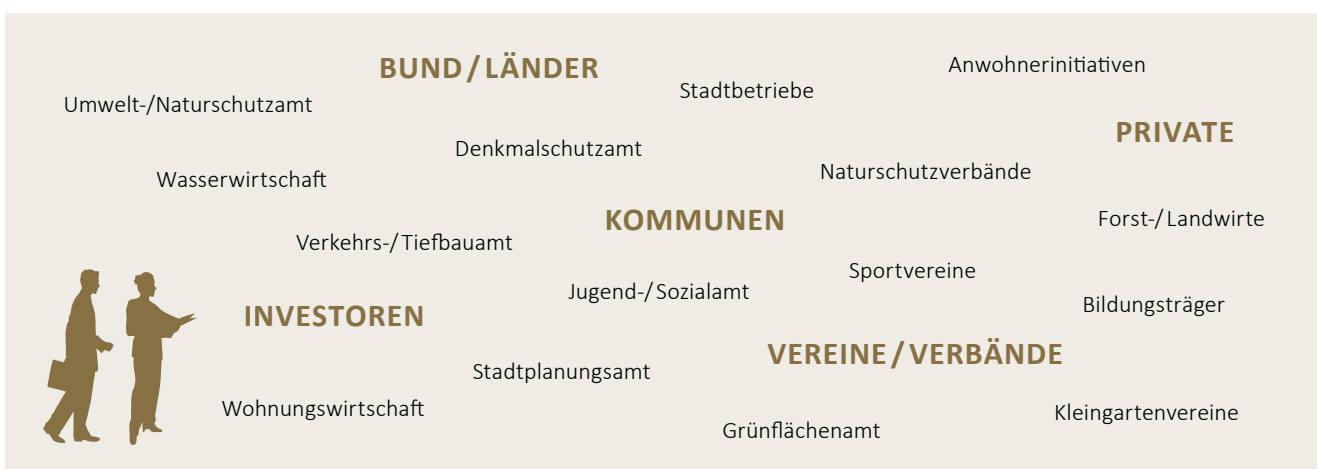 BUND / LÄNDER
Anwohnerinitiativen
Stadtbetriebe
Umwelt-/Naturschutzamt
PRIVATE
Denkmalschutzamt
Naturschutzverbände
Wasserwirtschaft
KOMMUNEN
Forst-/ Landwirte
Verkehrs-/ Tiefbauamt
Sportvereine
Jugend-/ Sozialamt
Bildungsträger
INVESTOREN
VEREINE / VERBÄNDE
Stadtplanungsamt
Wohnungswirtschaft
Kleingartenvereine
Grünflächenamt